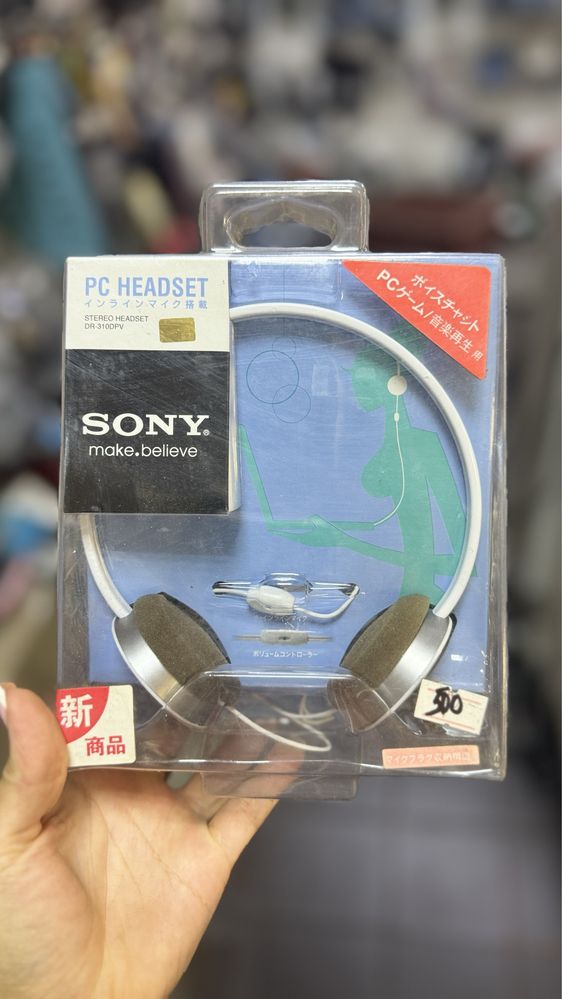 PC HEADSET
インラインマイク搭載
STEREO HEADSET
DR-310DPV
SONY®
make.believe
ボイスチャット
PCゲーム/音楽再生 用
ボリュームコントローラー
新
商品
500